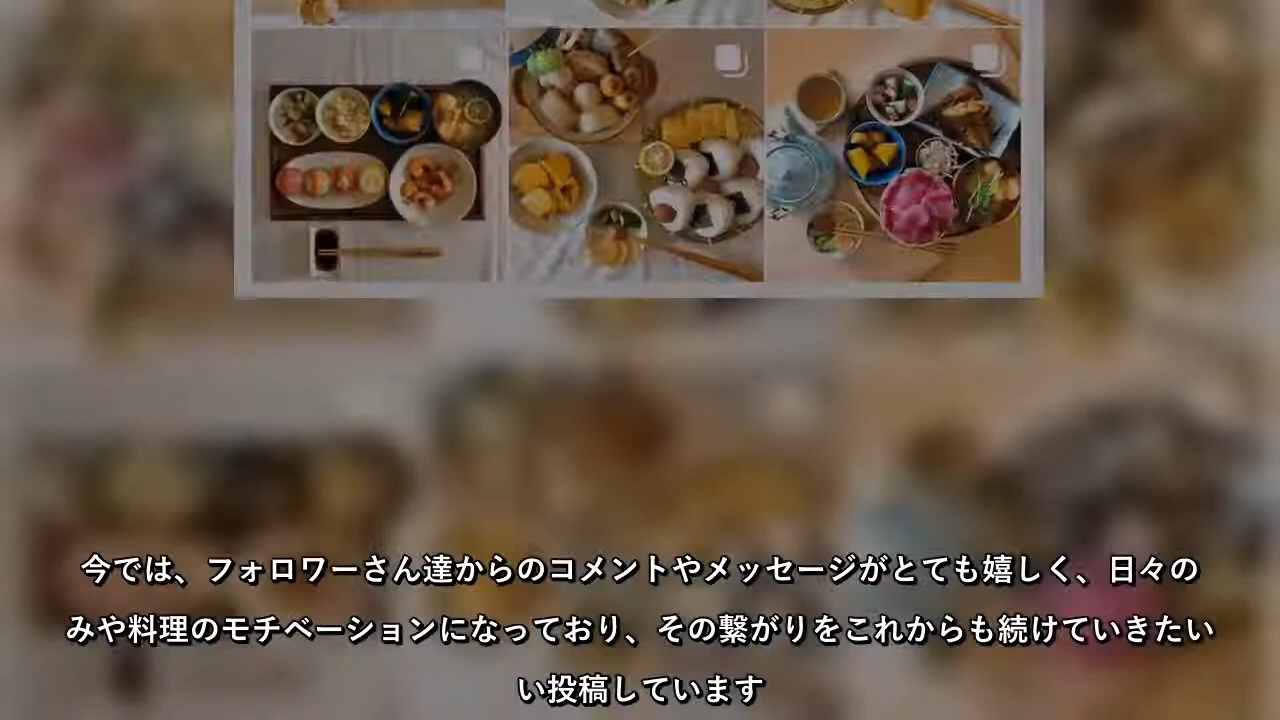 今では、フォロワーさん達からのコメントやメッセージがとても嬉しく、日々の
みや料理のモチベーションになっており、その繋がりをこれからも続けていきたい
い投稿しています